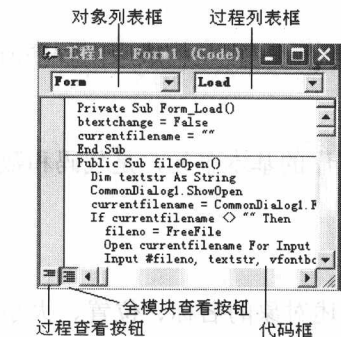 对象列表框 过程列表框
工程1 - Form1 (Code)
Form Load
Private Sub Form_Load()
btextchange = False
currentfilename = ""
End Sub
Public Sub fileOpen()
Dim textstr As String
CommonDialog1.ShowOpen
currentfilename = CommonDialog1.F
If currentfilename <> "" Then
fileno = FreeFile
Open currentfilename For Input
Input #fileno, textstr, vfontbo
全模块查看按钮
过程查看按钮 代码框